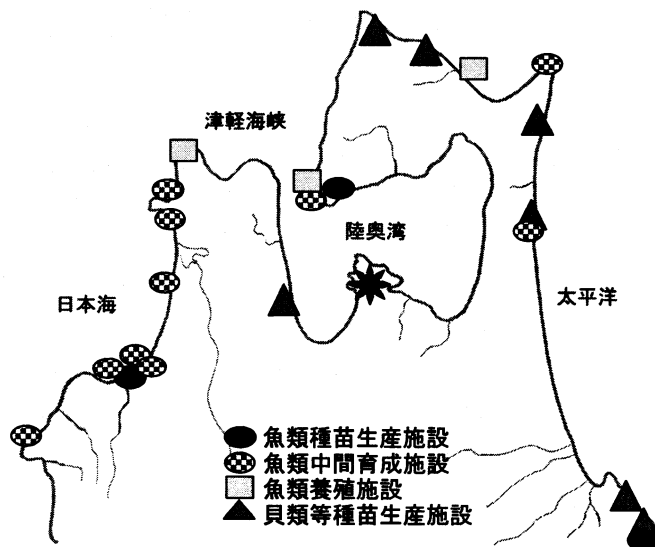 津軽海峡
陸奥湾
日本海
太平洋
魚類種苗生産施設
魚類中間育成施設
魚類養殖施設
貝類等種苗生産施設